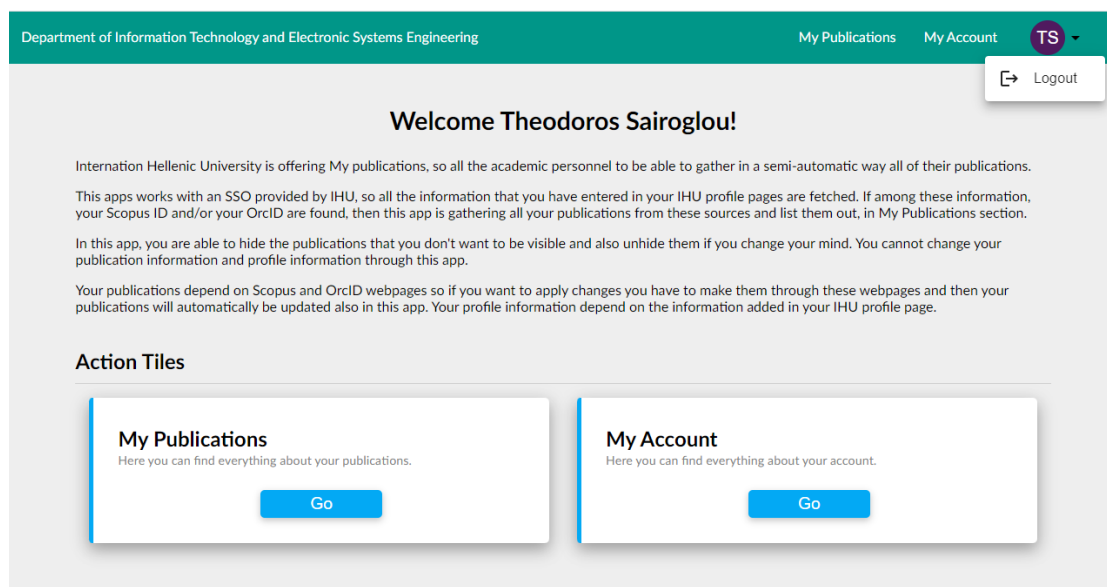 Department of Information Technology and Electronic Systems Engineering
My Publications
My Account
TS
Logout
Welcome Theodoros Sairoglou!
Internation Hellenic University is offering My publications, so all the academic personnel to be able to gather in a semi-automatic way all of their publications.
This apps works with an SSO provided by IHU, so all the information that you have entered in your IHU profile pages are fetched. If among these information,
your Scopus ID and/or your OrcID are found, then this app is gathering all your publications from these sources and list them out, in My Publications section.
In this app, you are able to hide the publications that you don't want to be visible and also unhide them if you change your mind. You cannot change your
publication information and profile information through this app.
Your publications depend on Scopus and OrcID webpages so if you want to apply changes you have to make them through these webpages and then your
publications will automatically be updated also in this app. Your profile information depend on the information added in your IHU profile page.
Action Tiles
My Publications
Here you can find everything about your publications.
Go
My Account
Here you can find everything about your account.
Go